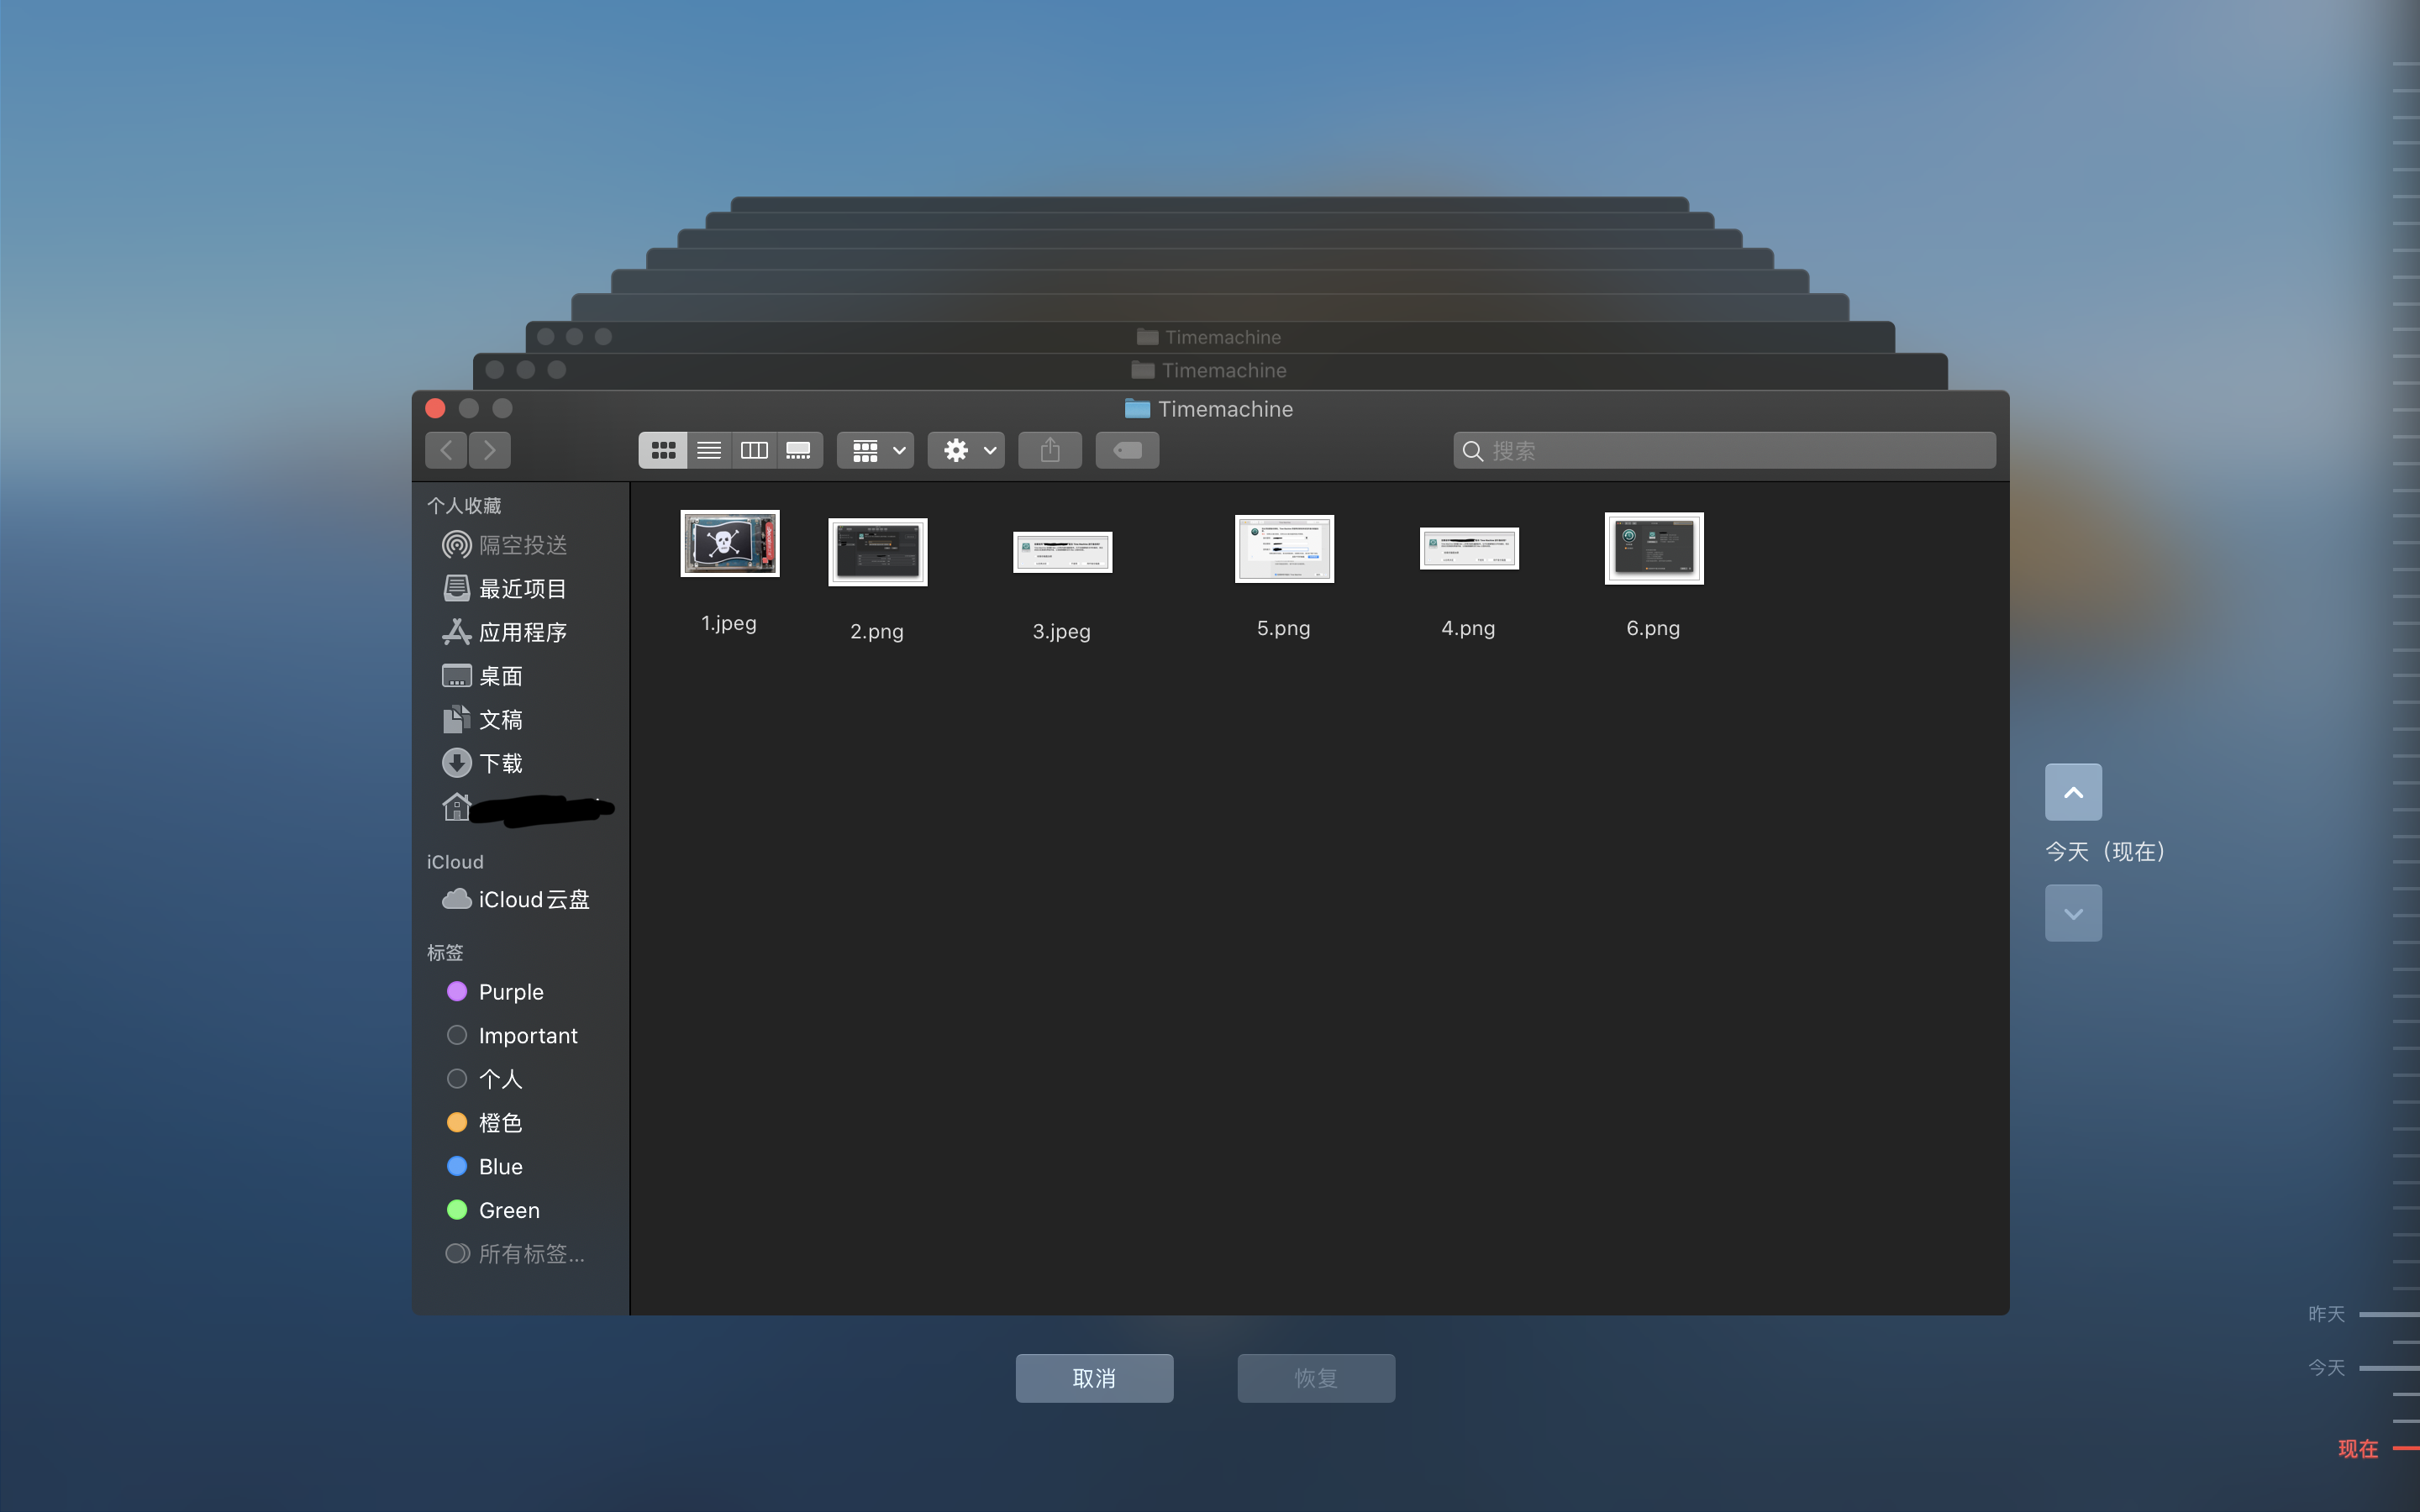 Timemachine
Timemachine
Timemachine
搜索
个人收藏
隔空投送
最近项目
应用程序
桌面
文稿
下载
iCloud
iCloud云盘
标签
Purple
Important
个人
橙色
Blue
Green
所有标签...
1.jpeg
2.png
3.jpeg
5.png
4.png
6.png
今天（现在）
取消
恢复
昨天
今天
现在